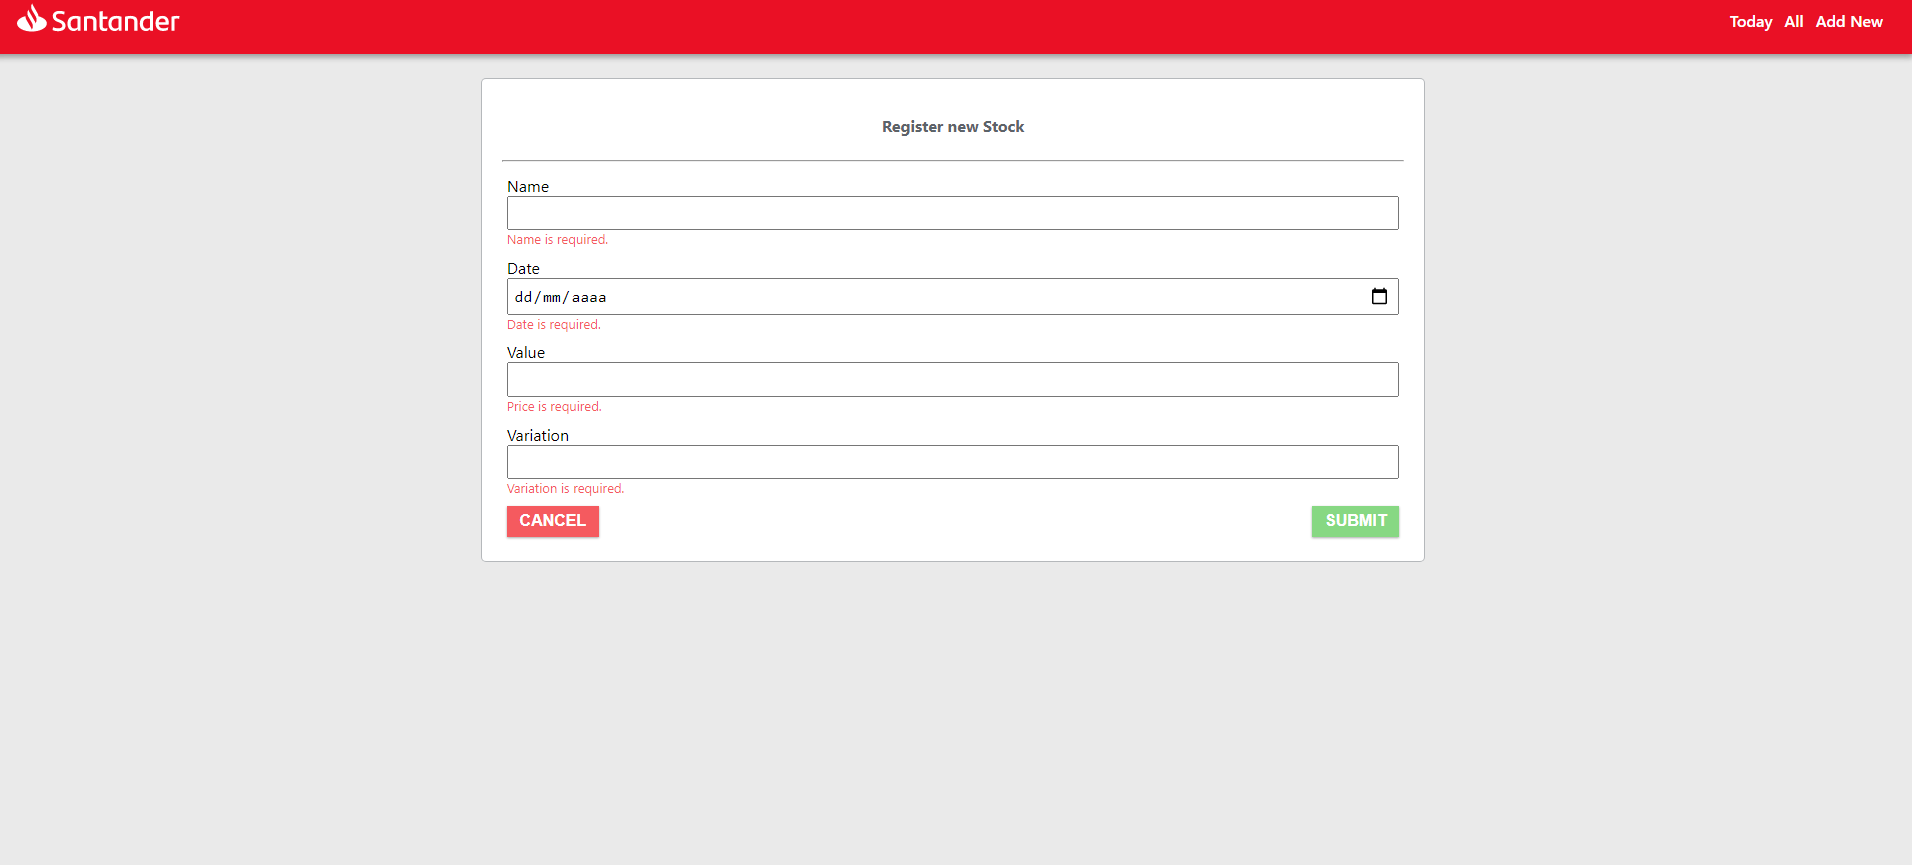 Santander
Today All Add New
Register new Stock
Name
Name is required.
Date
dd/mm/aaaa
Date is required.
Value
Price is required.
Variation
Variation is required.
CANCEL SUBMIT